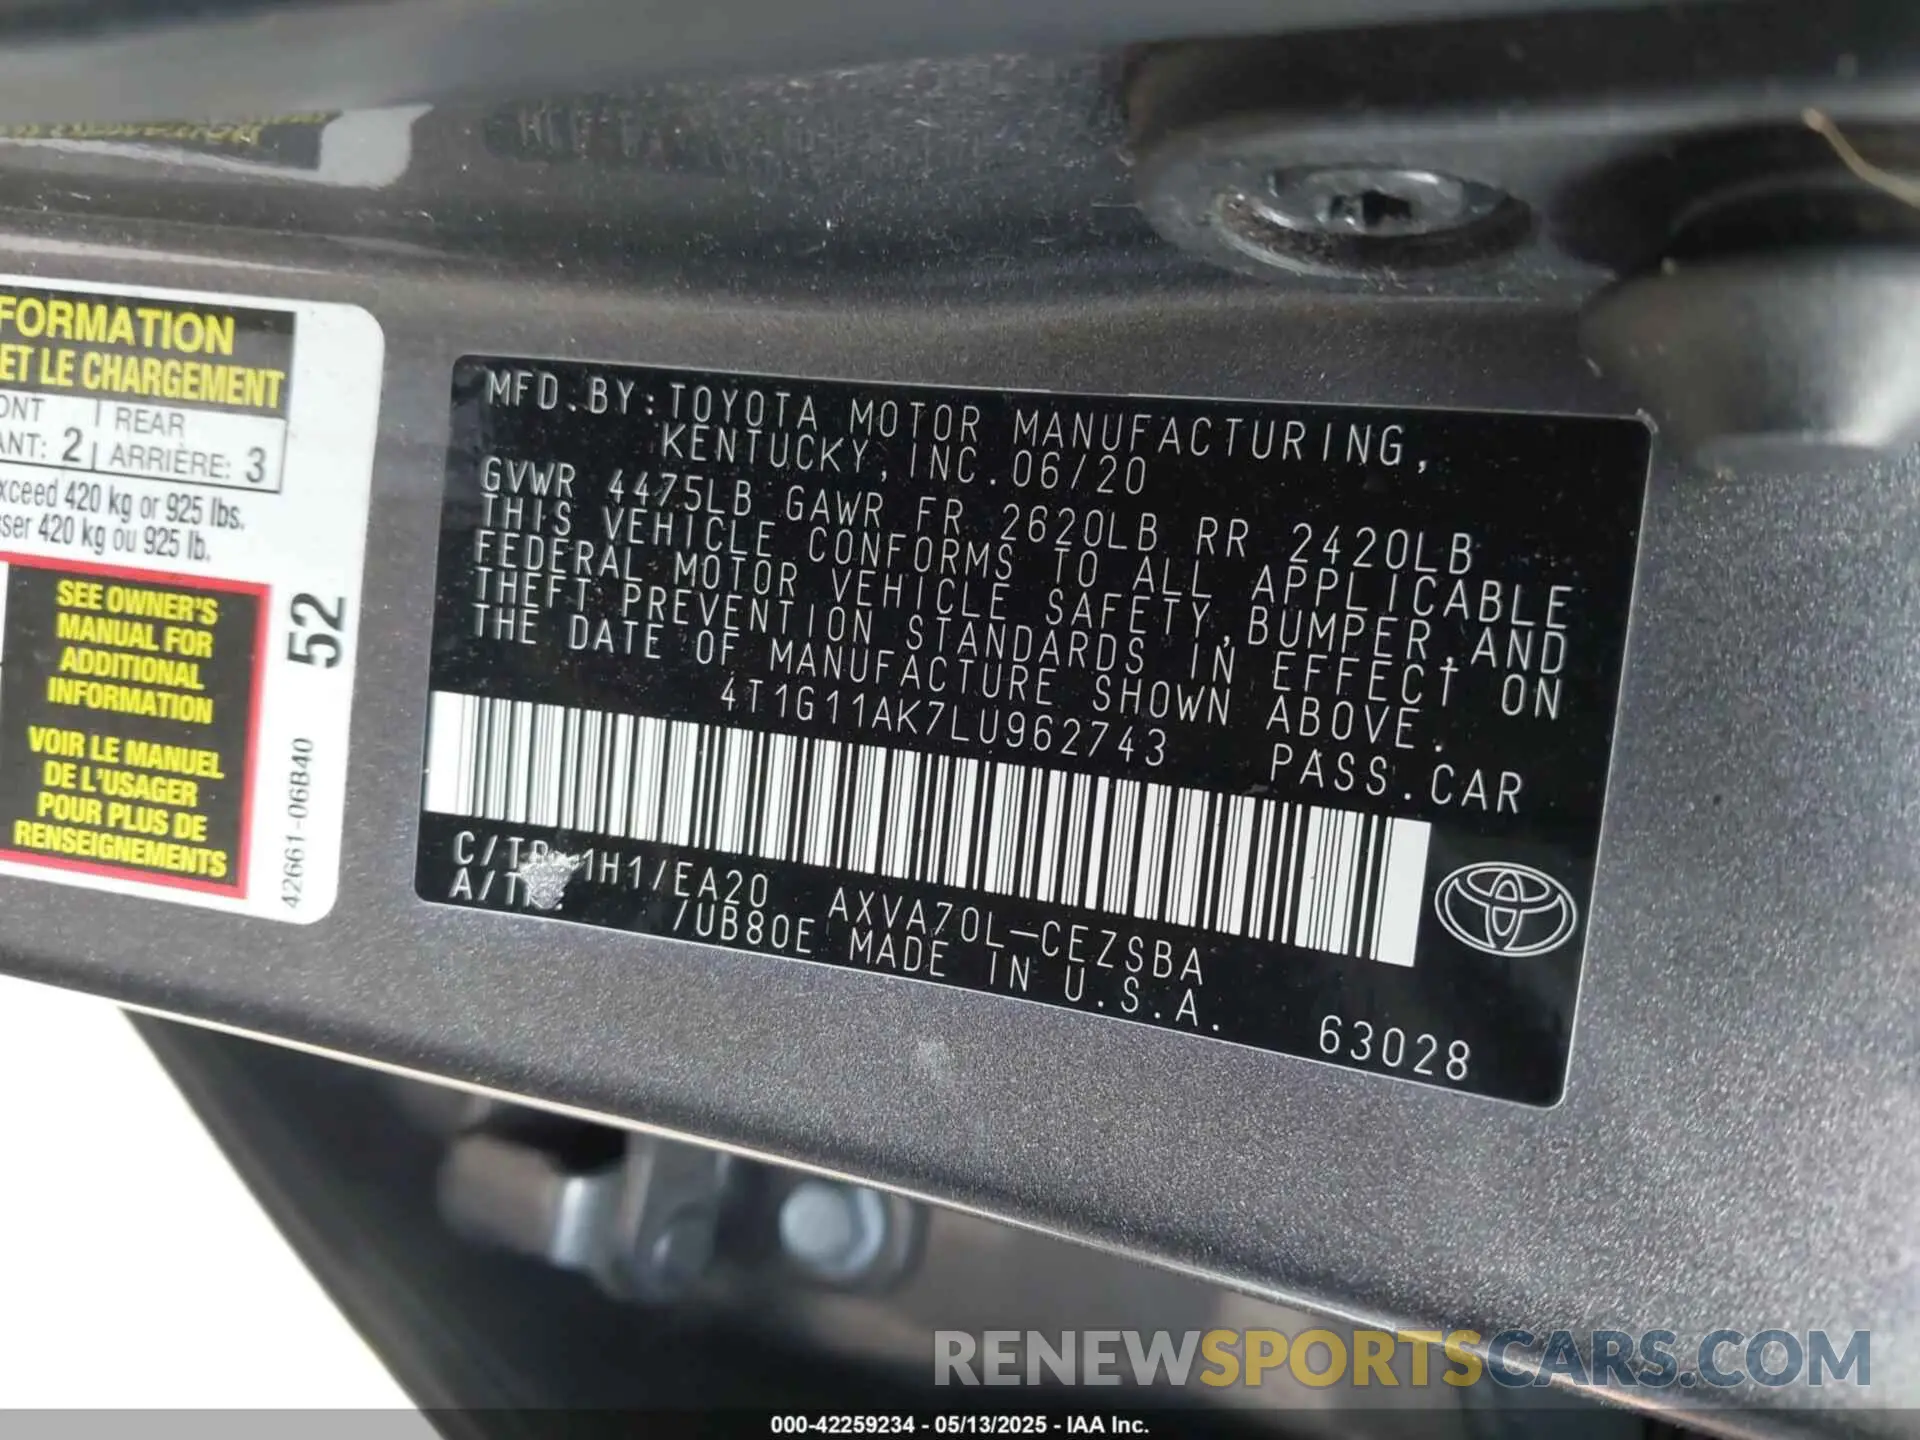 FORMATION
ET LE CHARGEMENT
REAR
2 ARRIÈRE: 3
420 kg or 925 lbs.
420 kg ou 925 lb.
SEE OWNER'S
MANUAL FOR
ADDITIONAL
INFORMATION
VOIR LE MANUEL
DE L'USAGER
POUR PLUS DE
RENSEIGNEMENTS
52
42661-06B40
MFD.BY:TOYOTA MOTOR MANUFACTURING,
KENTUCKY, INC. 06/20
GVWR 4475LB GAWR FR 2620LB RR 2420LB
THIS VEHICLE CONFORMS TO ALL APPLICABLE
FEDERAL MOTOR VEHICLE SAFETY, BUMPER, AND
THEFT PREVENTION STANDARDS IN EFFECT ON
THE DATE OF MANUFACTURE SHOWN ABOVE.
4T1G11AK7LU962743 PASS.CAR
1H1/EA20 AXVA70L-CEZSBA
/UB80E MADE IN U.S.A.
63028
RENEWSPORTSCARS.COM
000-42259234 - 05/13/2025 - IAA Inc.